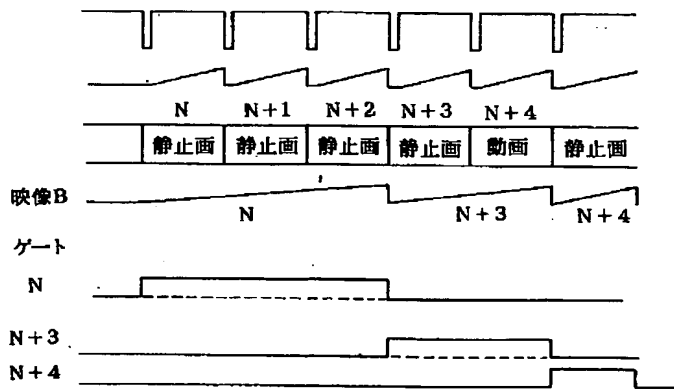 N N+1 N+2 N+3 N+4
静止画 静止画 静止画 静止画 動画 静止画
映像B
N N+3 N+4
ゲート
N
N+3
N+4